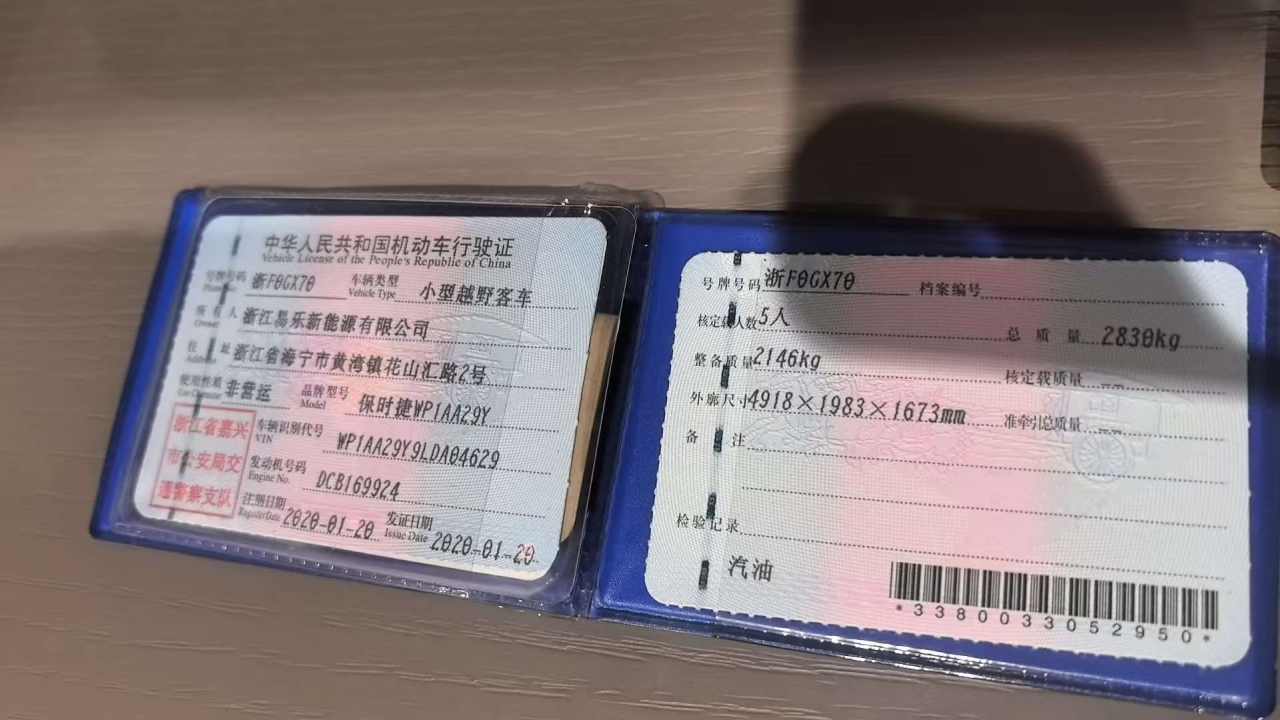 中华人民共和国机动车行驶证
Vehicle License of the People's Republic of China
号牌号码 浙F0GX70 车辆类型 小型越野客车
Plate No. Vehicle Type
所有人 浙江易乐新能源有限公司
Owner
住址 浙江省海宁市黄湾镇花山汇路2号
Address
使用性质 非营运 品牌型号 保时捷WP1AA29Y
Use Character Model
浙江省嘉兴
市公安局交
通警察支队
车辆识别代号 WP1AA29Y9LDA04629
VIN
发动机号码 DCB169924
Engine No.
注册日期 2020-01-20 发证日期 2020-01-20
Register Date Issue Date
号牌号码 浙F0GX70 档案编号
核定载人数 5人 总质量 2830kg
整备质量 2146kg 核定载质量
外廓尺寸 4918×1983×1673mm 准牵引总质量
备注
检验记录
汽油
*3380033052950*